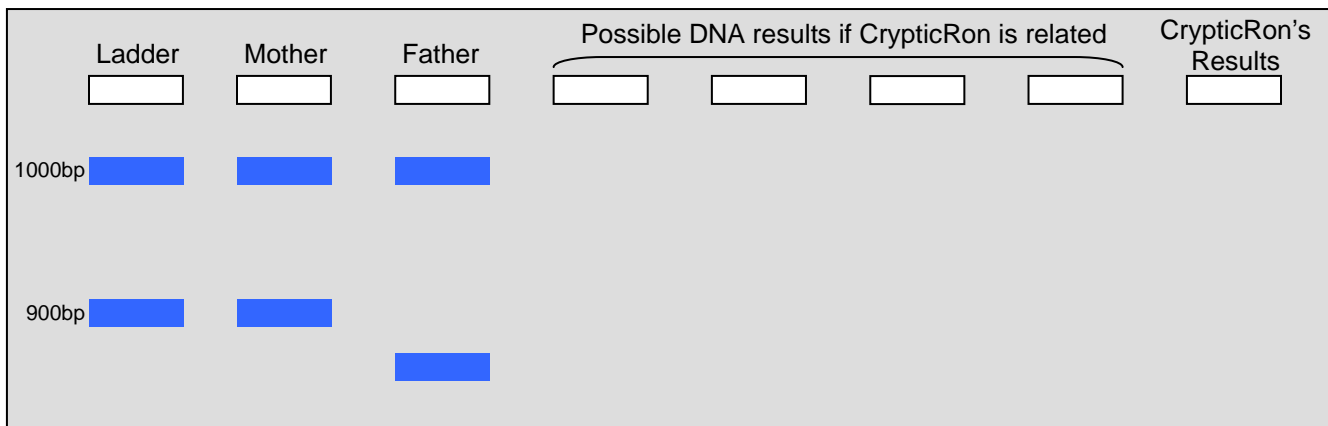 Ladder
Mother
Father
Possible DNA results if CrypticRon is related
CrypticRon's
Results
1000bp
900bp